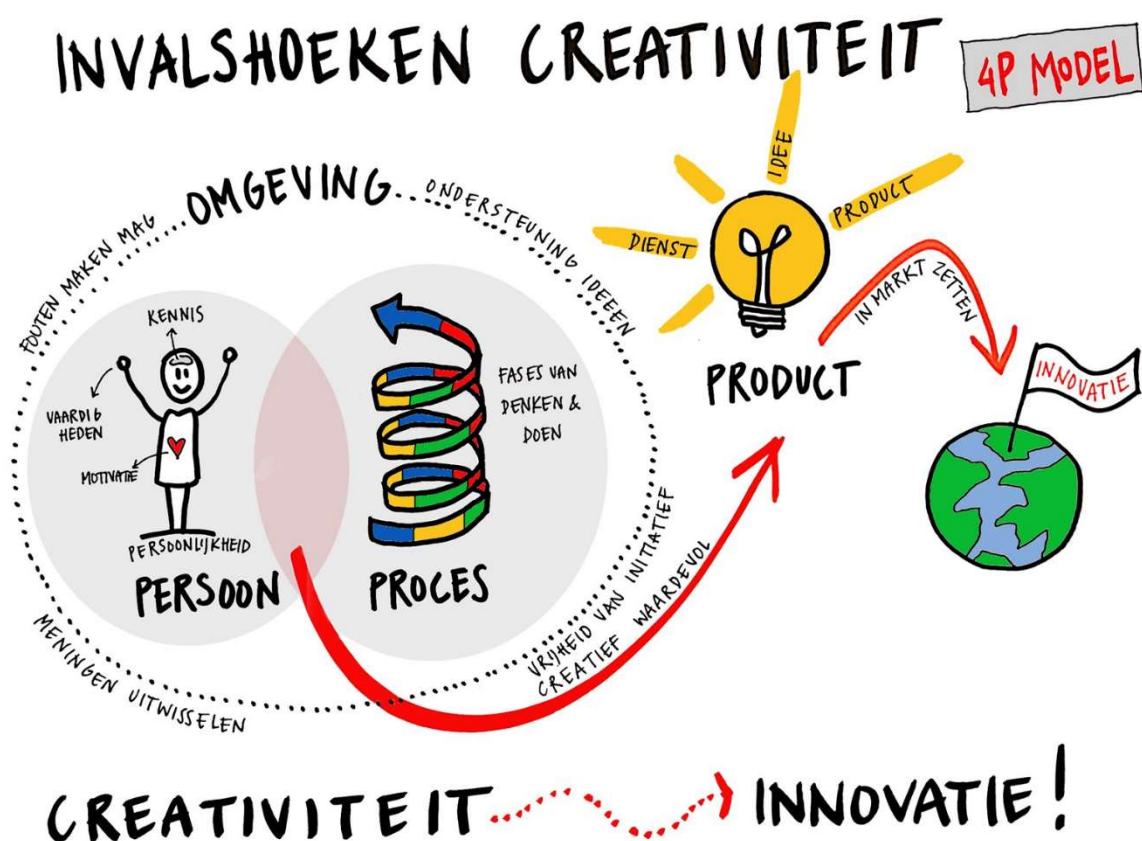 INVALSHOEKEN CREATIVITEIT
4P MODEL
OMGEVING
FOUTEN MAKEN MAG
ONDERSTEUNING IDEEEN
MENINGEN UITWISSELEN
VRIJHEID VAN INITIATIEF
KENNIS
VAARDIG
HEDEN
MOTIVATIE
PERSOONLIJKHEID
PERSOON
FASES VAN
DENKEN &
DOEN
PROCES
CREATIEF WAARDEVOL
IDEE
DIENST
PRODUCT
PRODUCT
IN MARKT ZETTEN
INNOVATIE
CREATIVITEIT
INNOVATIE!